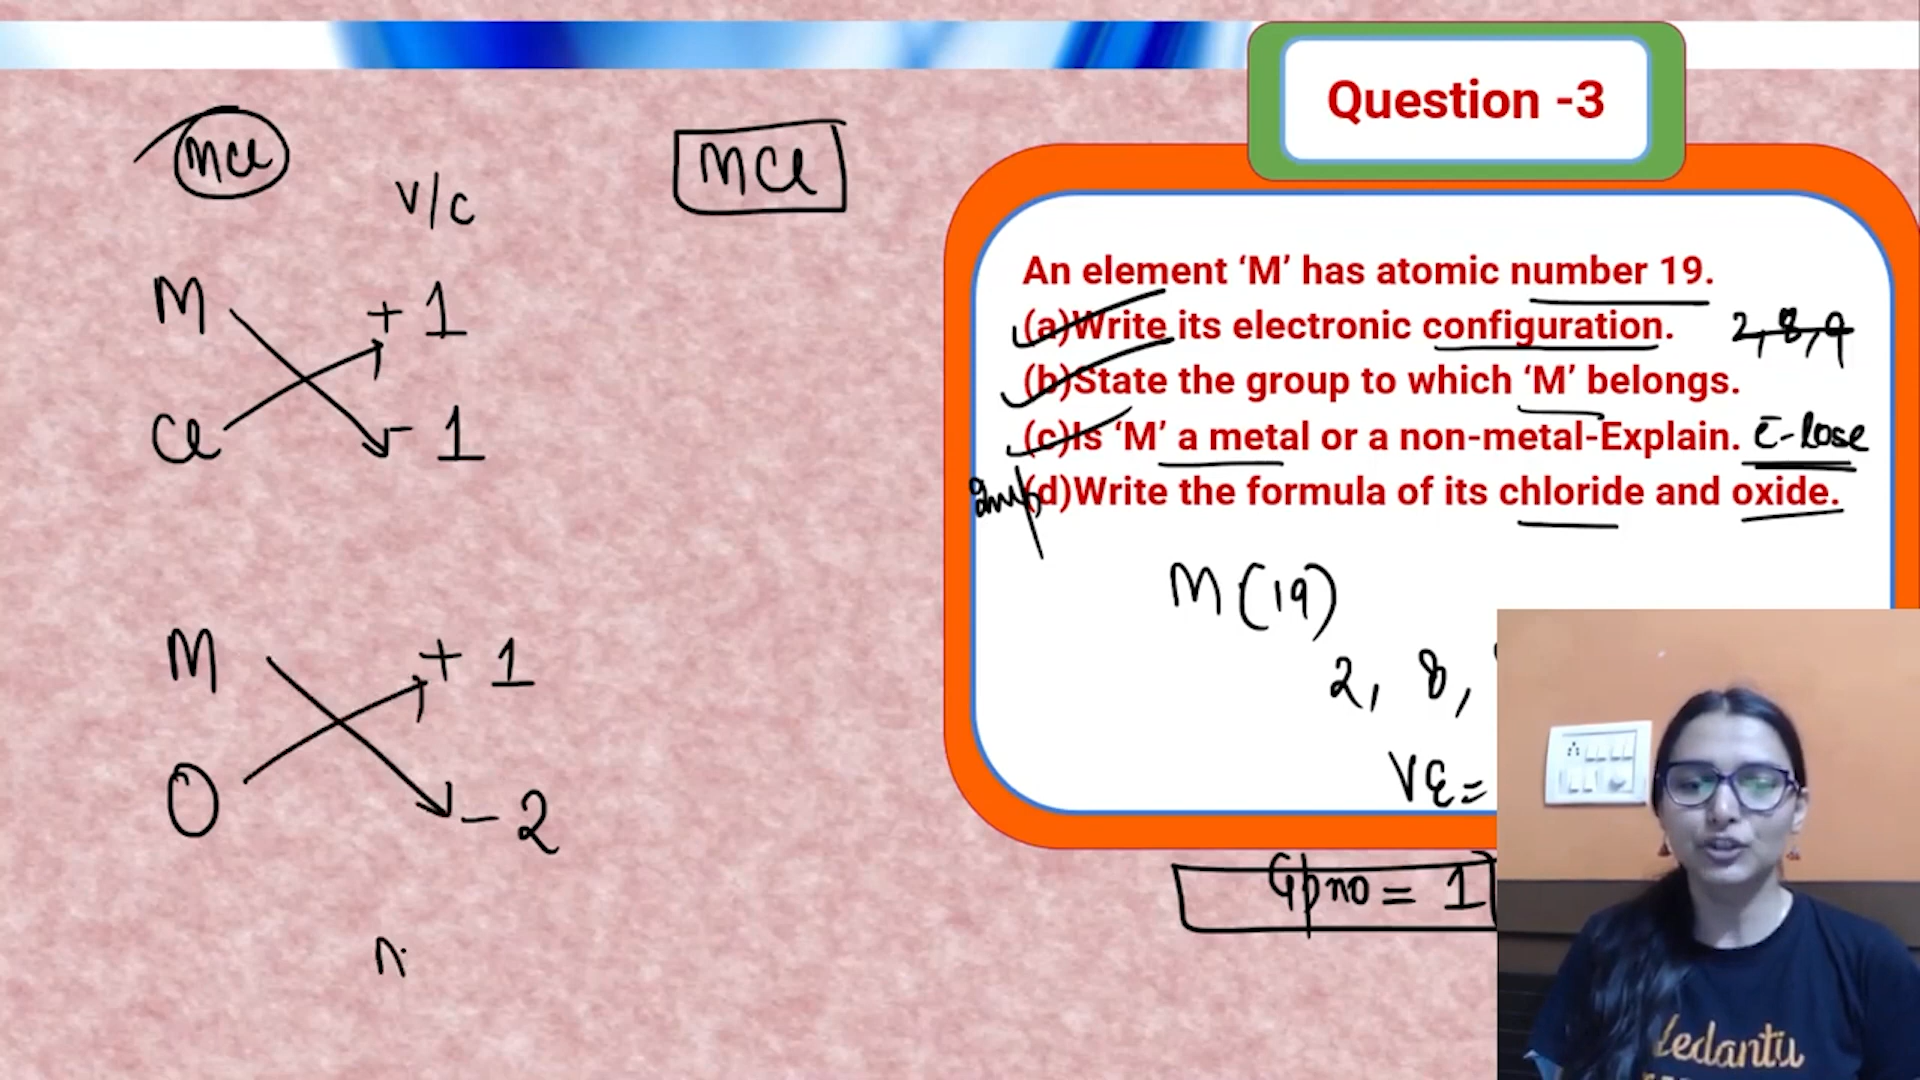 Question -3
MCl
V/C
MCl
M +1
Cl -1
An element ‘M’ has atomic number 19.
(a)Write its electronic configuration. 2,8,9
(b)State the group to which ‘M’ belongs.
(c)Is ‘M’ a metal or a non-metal-Explain. e-lose
(d)Write the formula of its chloride and oxide.
M(19)
2, 8,
VE=
M +1
O -2
Gp no = 1
Vedantu